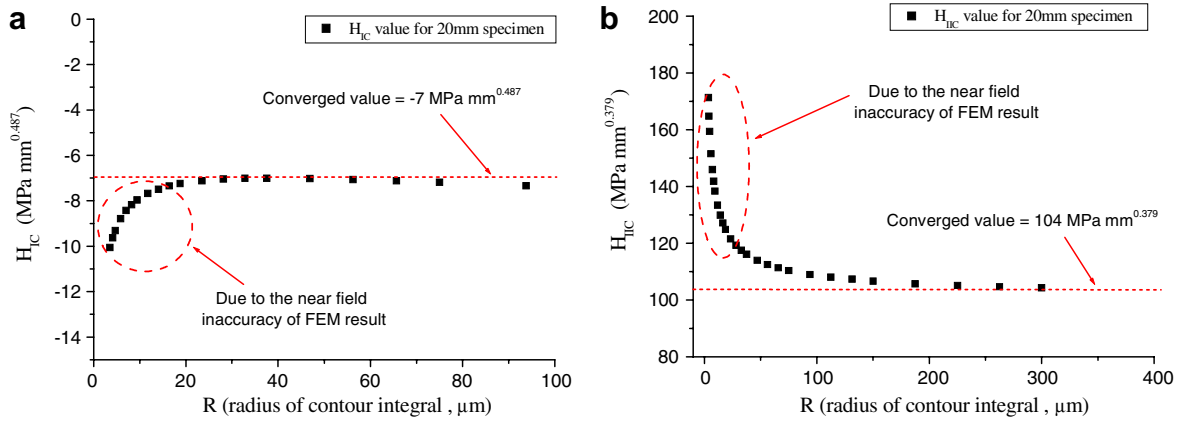 a
H_IC value for 20mm specimen
0
-2
-4
-6
-8
-10
-12
-14
H_IC (MPa mm^0.487)
Converged value = -7 MPa mm^0.487
Due to the near field
inaccuracy of FEM result
0 20 40 60 80 100
R (radius of contour integral , μm)
b
H_IIC value for 20mm specimen
200
180
160
140
120
100
80
H_IIC (MPa mm^0.379)
Due to the near field
inaccuracy of FEM result
Converged value = 104 MPa mm^0.379
0 100 200 300 400
R (radius of contour integral , μm)